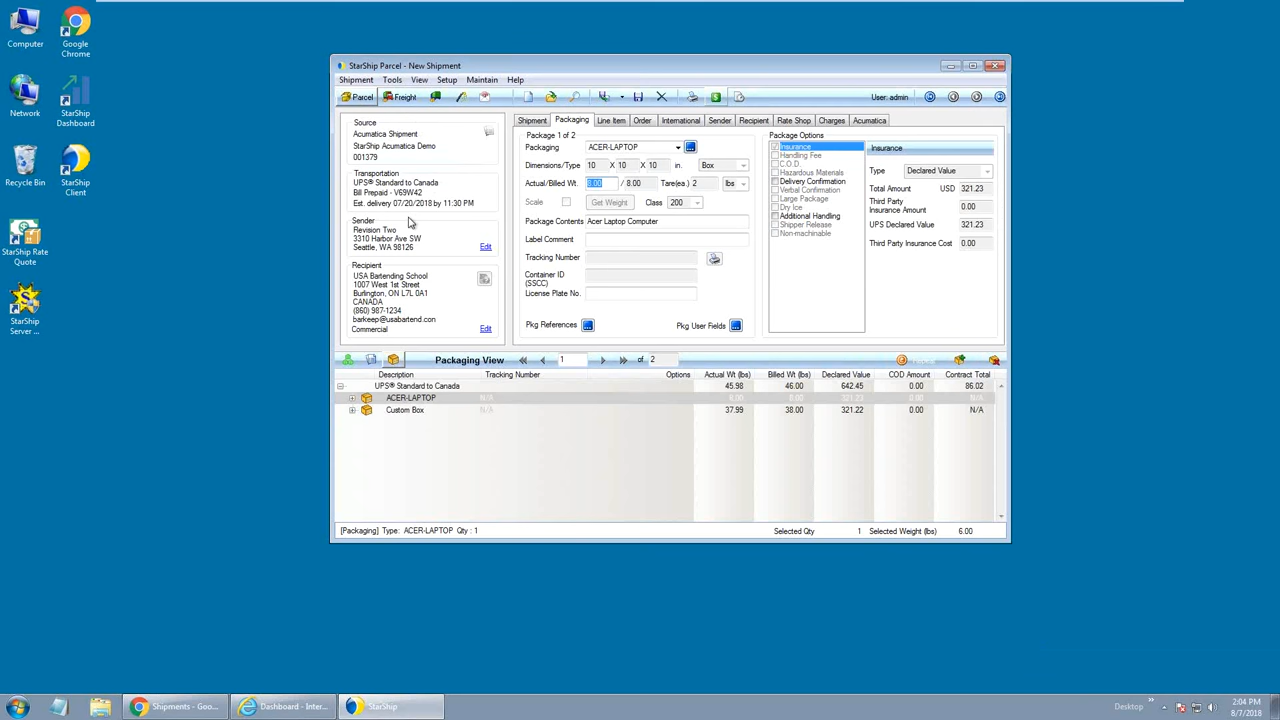 Computer
Google
Chrome
Network
StarShip
Dashboard
Recycle Bin
StarShip
Client
StarShip Rate
Quote
StarShip
Server ...
StarShip Parcel - New Shipment
Shipment Tools View Setup Maintain Help
Parcel Freight User: admin
Source
Acumatica Shipment
StarShip Acumatica Demo
001379
Transportation
UPS® Standard to Canada
Bill Prepaid - V69W42
Est. delivery 07/20/2018 by 11:30 PM
Sender
Revision Two
3310 Harbor Ave SW
Seattle, WA 98126
Edit
Recipient
USA Bartending School
1007 West 1st Street
Burlington, ON L7L 0A1
CANADA
(860) 987-1234
barkeep@usabartend.con
Commercial Edit
Shipment Packaging Line Item Order International Sender Recipient Rate Shop Charges Acumatica
Package 1 of 2
Packaging ACER-LAPTOP
Dimensions/Type 10 X 10 X 10 in. Box
Actual/Billed Wt. 8.00 / 8.00 Tare(ea.) 2 lbs
Scale Get Weight Class 200
Package Contents Acer Laptop Computer
Label Comment
Tracking Number
Container ID
(SSCC)
License Plate No.
Pkg References Pkg User Fields
Package Options
Insurance
Handling Fee
C.O.D.
Hazardous Materials
Delivery Confirmation
Verbal Confirmation
Large Package
Dry Ice
Additional Handling
Shipper Release
Non-machinable
Insurance
Type Declared Value
Total Amount USD 321.23
Third Party
Insurance Amount 0.00
UPS Declared Value 321.23
Third Party Insurance Cost 0.00
Packaging View 1 of 2
Description Tracking Number Options Actual Wt (lbs) Billed Wt (lbs) Declared Value COD Amount Contract Total
UPS® Standard to Canada 45.98 46.00 642.45 0.00 86.02
ACER-LAPTOP N/A 8.00 8.00 321.23 0.00 N/A
Custom Box N/A 37.99 38.00 321.22 0.00 N/A
[Packaging] Type: ACER-LAPTOP Qty : 1 Selected Qty 1 Selected Weight (lbs) 6.00
Shipments - Goo... Dashboard - Inter... StarShip Desktop
2:04 PM
8/7/2018